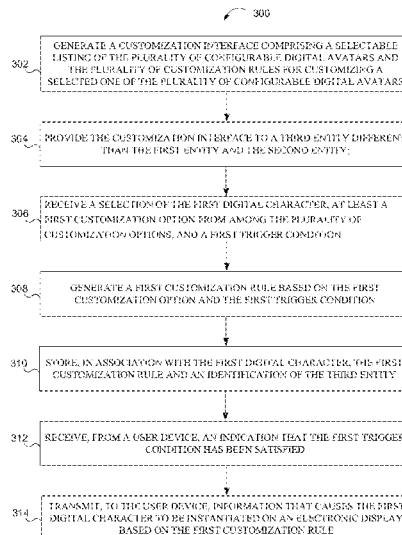 300
302
GENERATE A CUSTOMIZATION INTERFACE COMPRISING A SELECTABLE
LISTING OF THE PLURALITY OF CONFIGURABLE DIGITAL AVATARS AND
THE PLURALITY OF CUSTOMIZATION RULES FOR CUSTOMIZING A
SELECTED ONE OF THE PLURALITY OF CONFIGURABLE DIGITAL AVATARS
304
PROVIDE THE CUSTOMIZATION INTERFACE TO A THIRD ENTITY DIFFERENT
THAN THE FIRST ENTITY AND THE SECOND ENTITY;
306
RECEIVE A SELECTION OF THE FIRST DIGITAL CHARACTER, AT LEAST A
FIRST CUSTOMIZATION OPTION FROM AMONG THE PLURALITY OF
CUSTOMIZATION OPTIONS, AND A FIRST TRIGGER CONDITION
308
GENERATE A FIRST CUSTOMIZATION RULE BASED ON THE FIRST
CUSTOMIZATION OPTION AND THE FIRST TRIGGER CONDITION
310
STORE, IN ASSOCIATION WITH THE FIRST DIGITAL CHARACTER, THE FIRST
CUSTOMIZATION RULE AND AN IDENTIFICATION OF THE THIRD ENTITY
312
RECEIVE, FROM A USER DEVICE, AN INDICATION THAT THE FIRST TRIGGER
CONDITION HAS BEEN SATISFIED
314
TRANSMIT, TO THE USER DEVICE, INFORMATION THAT CAUSES THE FIRST
DIGITAL CHARACTER TO BE INSTANTIATED ON AN ELECTRONIC DISPLAY
BASED ON THE FIRST CUSTOMIZATION RULE